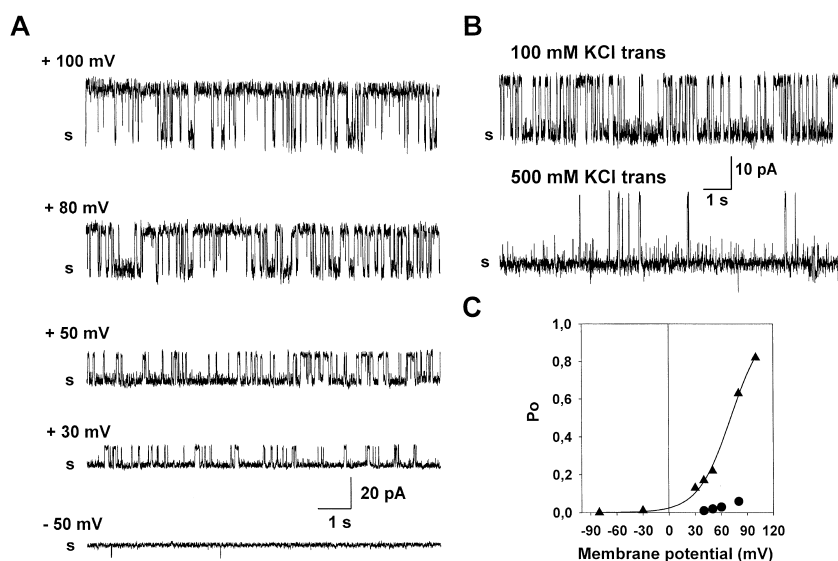 A
+ 100 mV
s
+ 80 mV
s
+ 50 mV
s
+ 30 mV
s
20 pA
1 s
- 50 mV
s
B
100 mM KCl trans
s
10 pA
1 s
500 mM KCl trans
s
C
1,0
0,8
0,6
0,4
0,2
0,0
Po
-90 -60 -30 0 30 60 90 120
Membrane potential (mV)